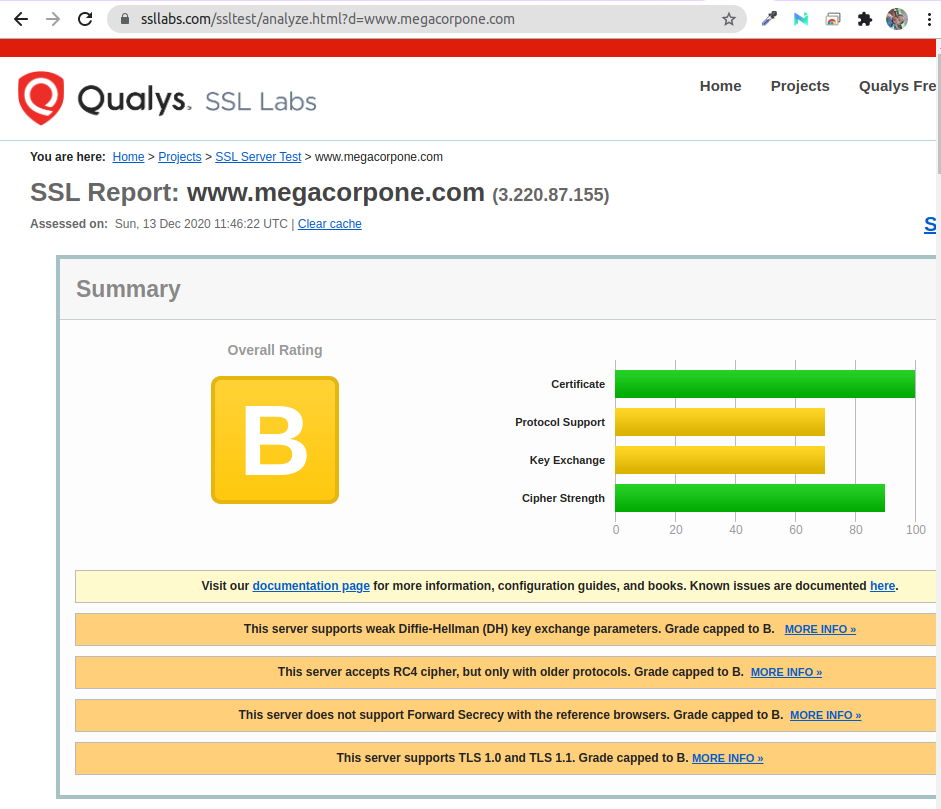 ssllabs.com/ssltest/analyze.html?d=www.megacorpone.com
Qualys. SSL Labs
Home Projects Qualys Fre
You are here: Home > Projects > SSL Server Test > www.megacorpone.com
SSL Report: www.megacorpone.com (3.220.87.155)
Assessed on: Sun, 13 Dec 2020 11:46:22 UTC | Clear cache
S
Summary
Overall Rating
B
Certificate
Protocol Support
Key Exchange
Cipher Strength
0 20 40 60 80 100
Visit our documentation page for more information, configuration guides, and books. Known issues are documented here.
This server supports weak Diffie-Hellman (DH) key exchange parameters. Grade capped to B. MORE INFO »
This server accepts RC4 cipher, but only with older protocols. Grade capped to B. MORE INFO »
This server does not support Forward Secrecy with the reference browsers. Grade capped to B. MORE INFO »
This server supports TLS 1.0 and TLS 1.1. Grade capped to B. MORE INFO »